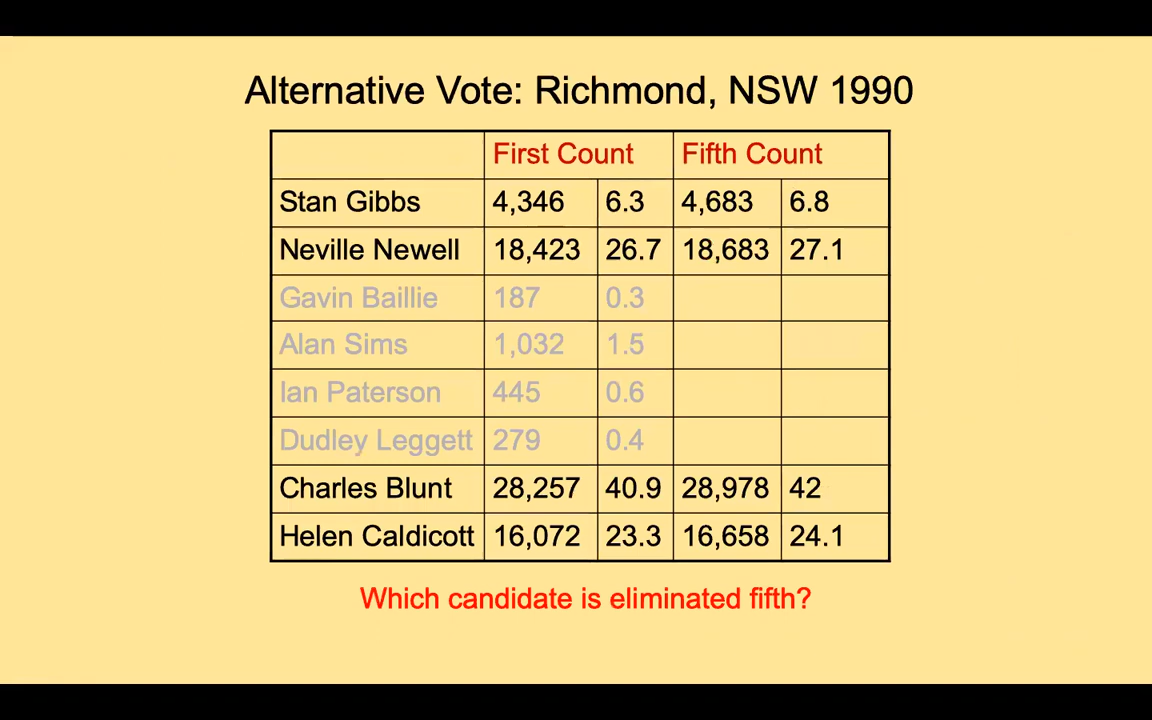 Alternative Vote: Richmond, NSW 1990
First Count Fifth Count
Stan Gibbs 4,346 6.3 4,683 6.8
Neville Newell 18,423 26.7 18,683 27.1
Gavin Baillie 187 0.3
Alan Sims 1,032 1.5
Ian Paterson 445 0.6
Dudley Leggett 279 0.4
Charles Blunt 28,257 40.9 28,978 42
Helen Caldicott 16,072 23.3 16,658 24.1
Which candidate is eliminated fifth?